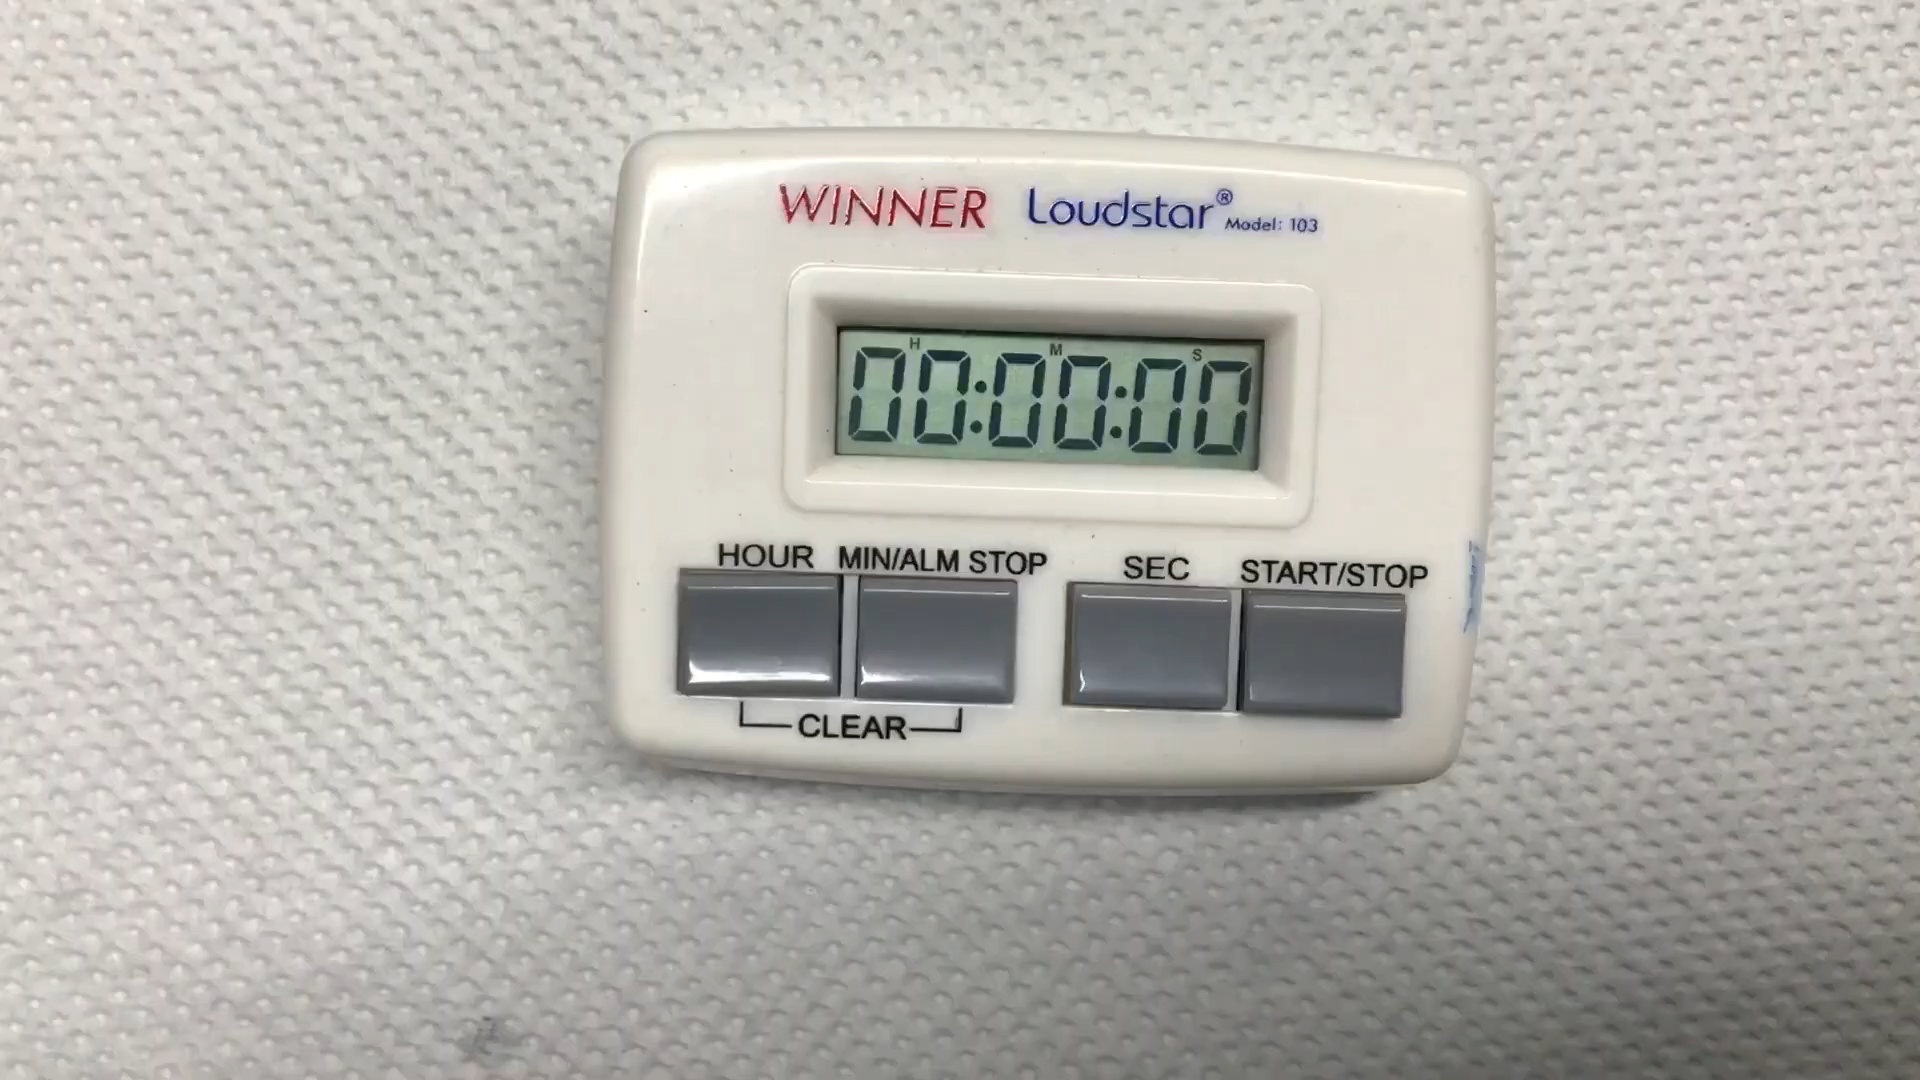 WINNER Loudstar® Model: 103
H M S
00:00:00
HOUR MIN/ALM STOP SEC START/STOP
CLEAR